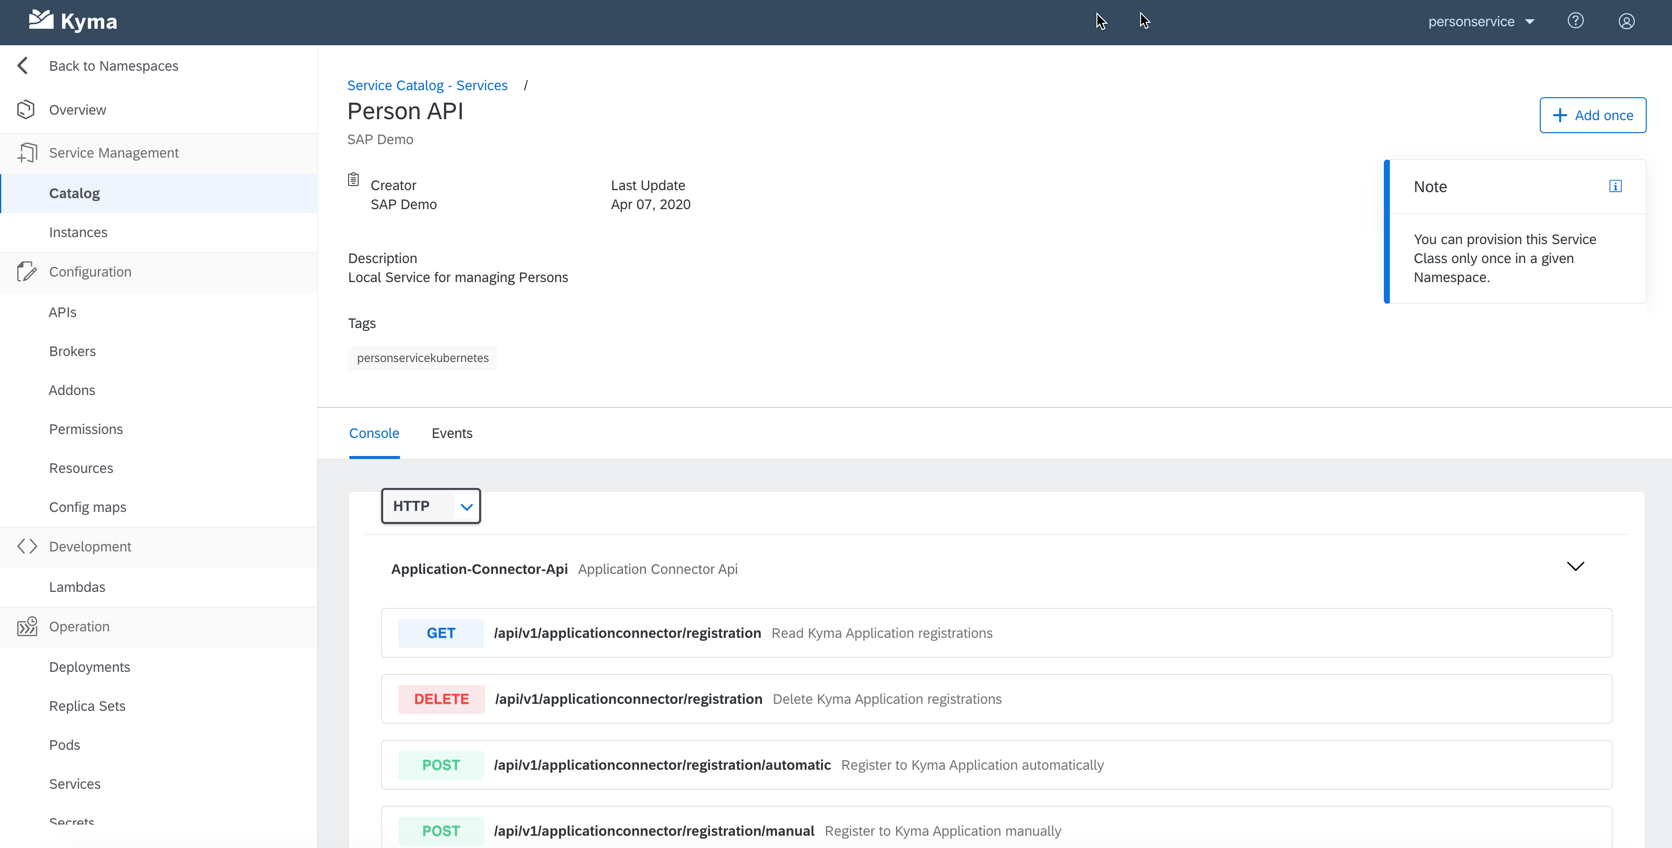 Kyma
personservice
Back to Namespaces
Overview
Service Management
Catalog
Instances
Configuration
APIs
Brokers
Addons
Permissions
Resources
Config maps
Development
Lambdas
Operation
Deployments
Replica Sets
Pods
Services
Secrets
Service Catalog - Services /
Person API
SAP Demo
+ Add once
Creator
SAP Demo
Last Update
Apr 07, 2020
Note
You can provision this Service
Class only once in a given
Namespace.
Description
Local Service for managing Persons
Tags
personservicekubernetes
Console Events
HTTP
Application-Connector-Api Application Connector Api
GET /api/v1/applicationconnector/registration Read Kyma Application registrations
DELETE /api/v1/applicationconnector/registration Delete Kyma Application registrations
POST /api/v1/applicationconnector/registration/automatic Register to Kyma Application automatically
POST /api/v1/applicationconnector/registration/manual Register to Kyma Application manually